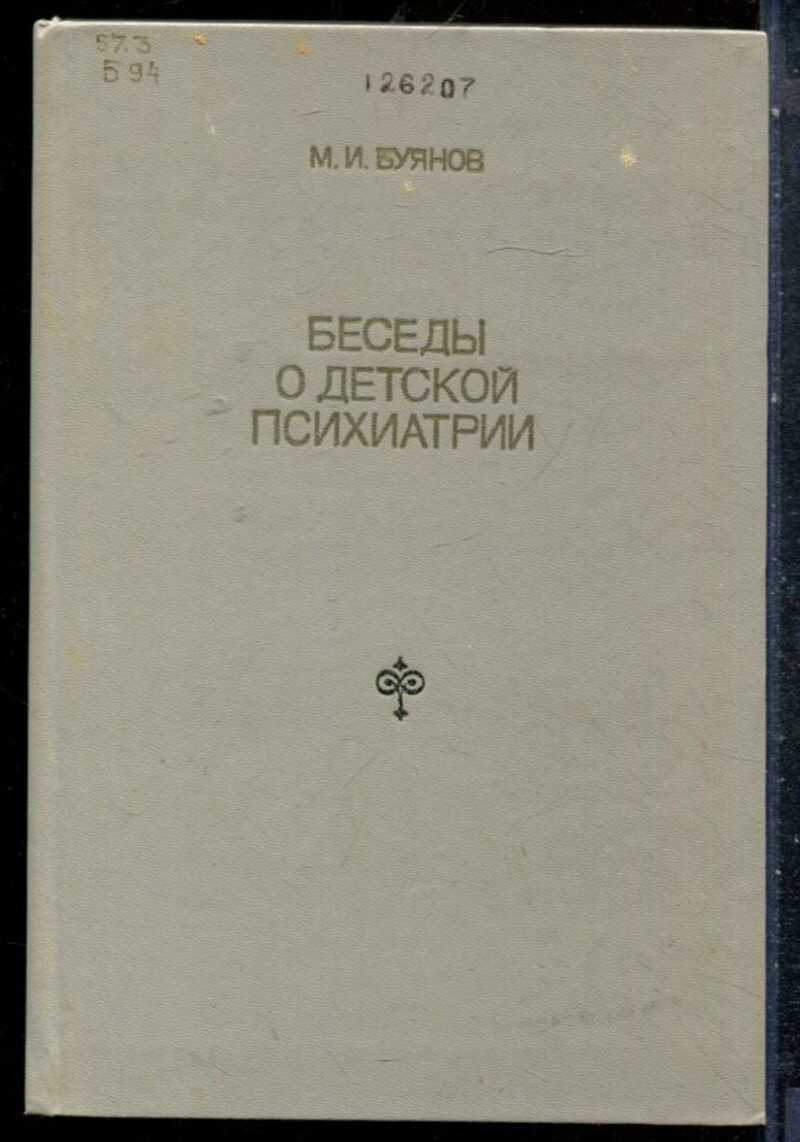 57.3
Б 94
126207
М. И. БУЯНОВ
БЕСЕДЫ
О ДЕТСКОЙ
ПСИХИАТРИИ